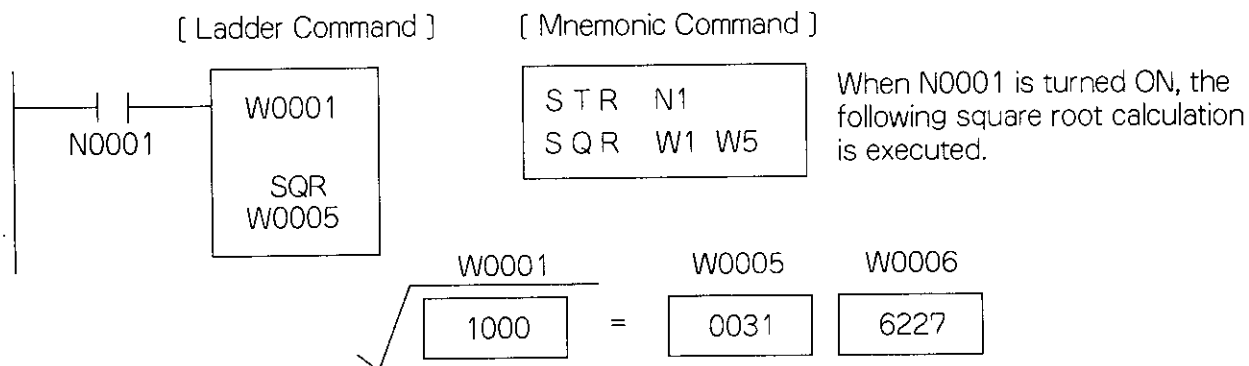 [ Ladder Command ]
[ Mnemonic Command ]
N0001
W0001
SQR
W0005
STR N1
SQR W1 W5
When N0001 is turned ON, the
following square root calculation
is executed.
W0001 W0005 W0006
√ 1000 = 0031 6227